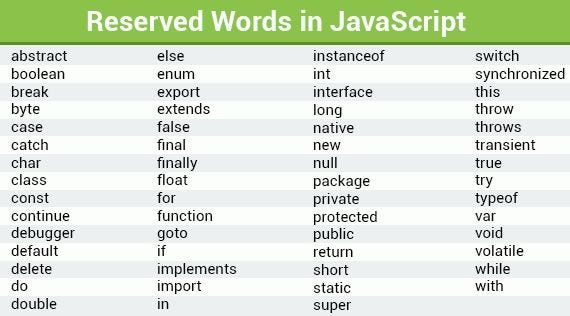 Reserved Words in JavaScript
abstract else instanceof switch
boolean enum int synchronized
break export interface this
byte extends long throw
case false native throws
catch final new transient
char finally null true
class float package try
const for private typeof
continue function protected var
debugger goto public void
default if return volatile
delete implements short while
do import static with
double in super